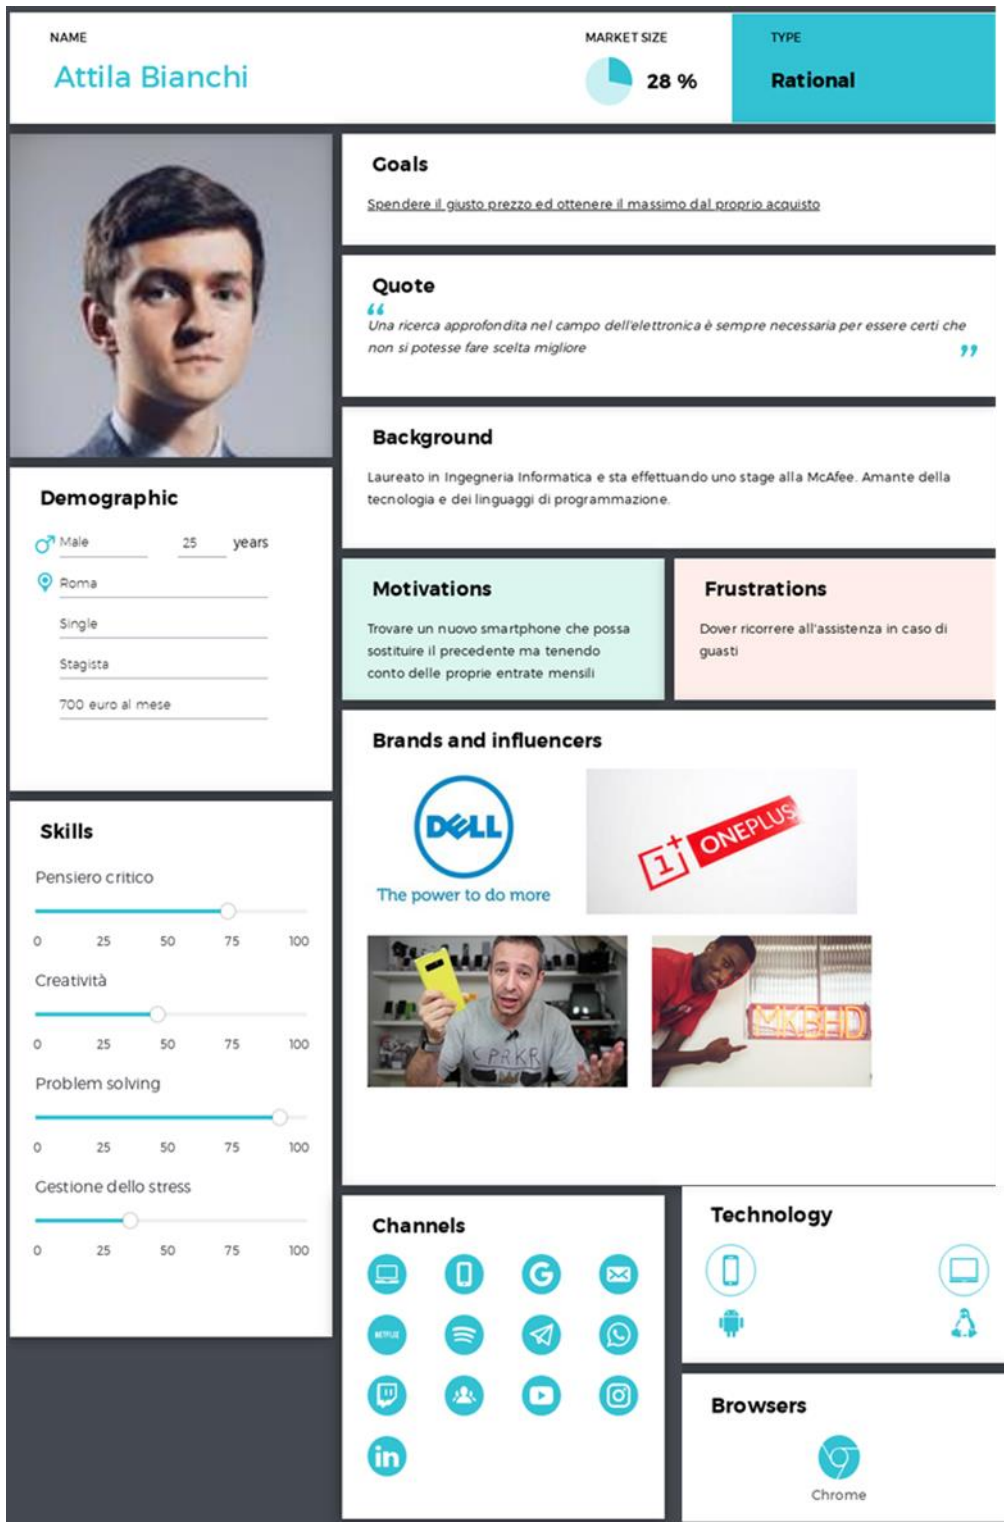 NAME
Attila Bianchi
MARKET SIZE
28 %
TYPE
Rational
Goals
Spendere il giusto prezzo ed ottenere il massimo dal proprio acquisto
Quote
“
Una ricerca approfondita nel campo dell'elettronica è sempre necessaria per essere certi che
non si potesse fare scelta migliore
”
Background
Laureato in Ingegneria Informatica e sta effettuando uno stage alla McAfee. Amante della
tecnologia e dei linguaggi di programmazione.
Demographic
Male
25 years
Roma
Single
Stagista
700 euro al mese
Motivations
Trovare un nuovo smartphone che possa
sostituire il precedente ma tenendo
conto delle proprie entrate mensili
Frustrations
Dover ricorrere all'assistenza in caso di
guasti
Skills
Pensiero critico
0 25 50 75 100
Creatività
0 25 50 75 100
Problem solving
0 25 50 75 100
Gestione dello stress
0 25 50 75 100
Brands and influencers
DELL
The power to do more
1+ ONEPLUS
CPRKR
MKBHD
Channels
G
NETFLIX
in
Technology
Browsers
Chrome